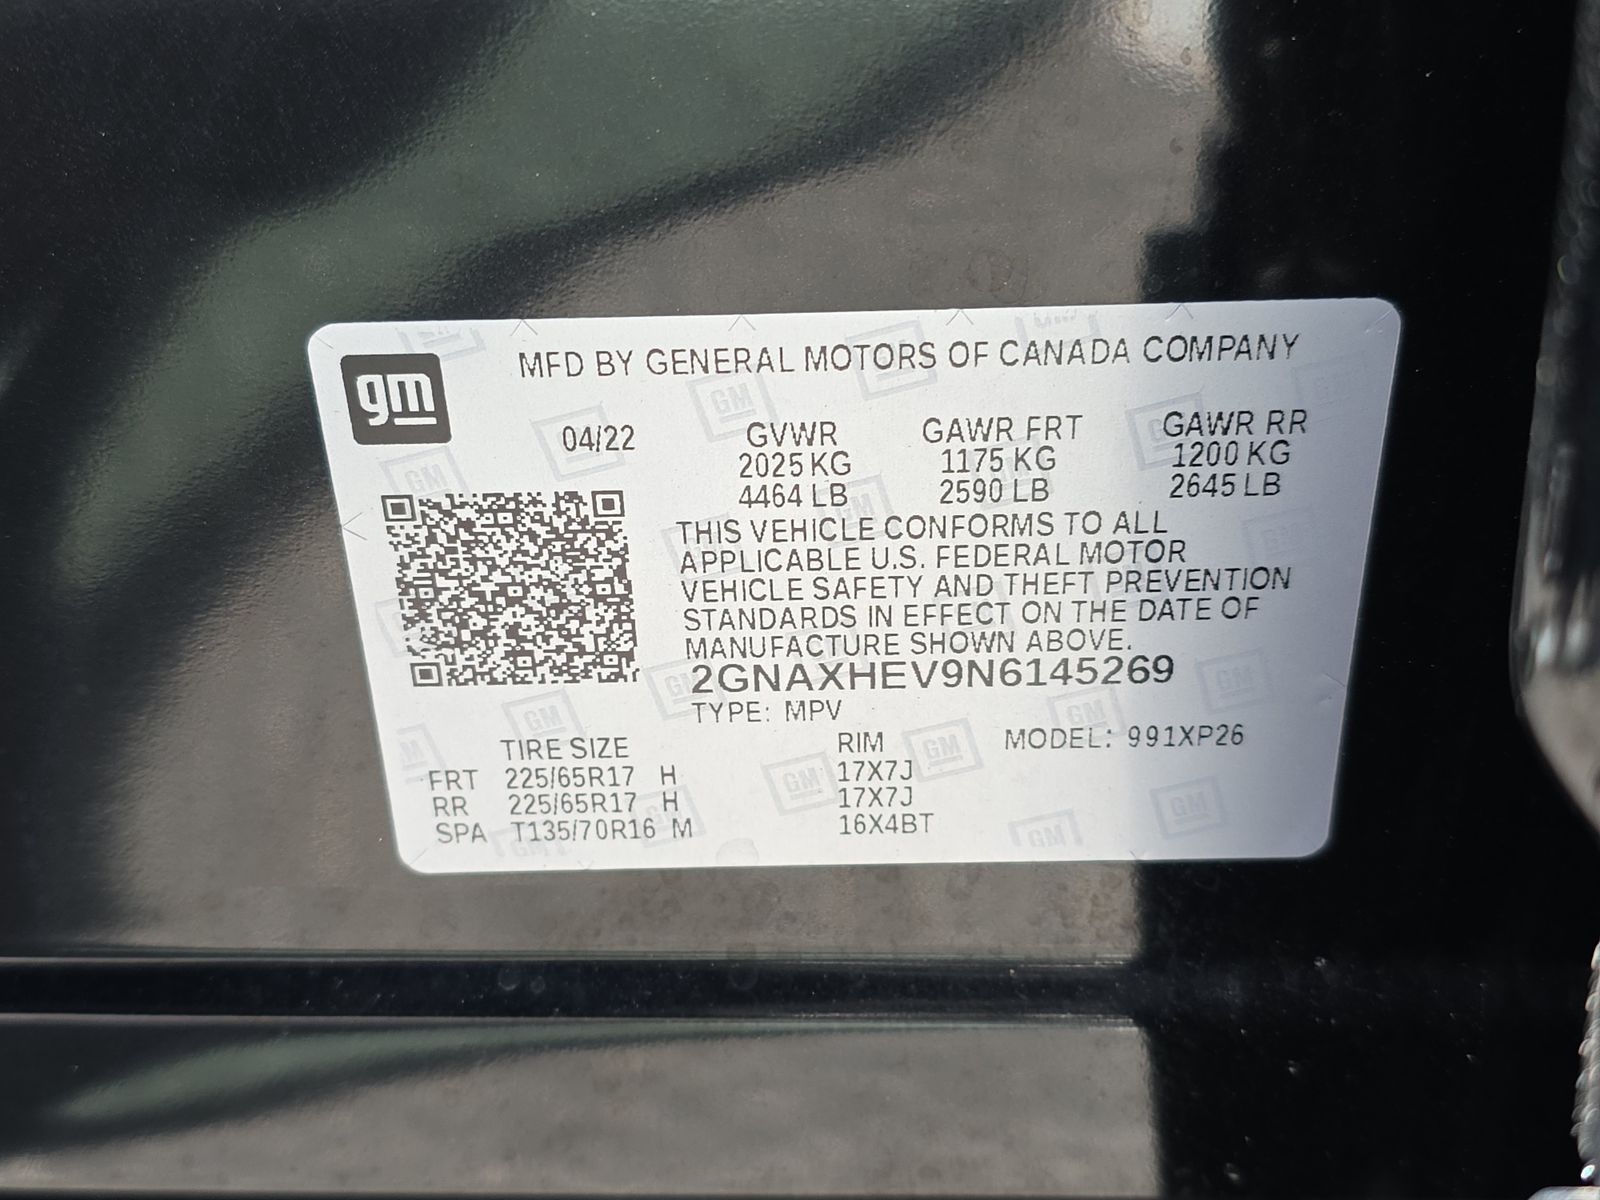 gm
MFD BY GENERAL MOTORS OF CANADA COMPANY
04/22 GVWR GAWR FRT GAWR RR
2025 KG 1175 KG 1200 KG
4464 LB 2590 LB 2645 LB
THIS VEHICLE CONFORMS TO ALL
APPLICABLE U.S. FEDERAL MOTOR
VEHICLE SAFETY AND THEFT PREVENTION
STANDARDS IN EFFECT ON THE DATE OF
MANUFACTURE SHOWN ABOVE.
2GNAXHEV9N6145269
TYPE: MPV
TIRE SIZE RIM MODEL: 991XP26
FRT 225/65R17 H 17X7J
RR 225/65R17 H 17X7J
SPA T135/70R16 M 16X4BT